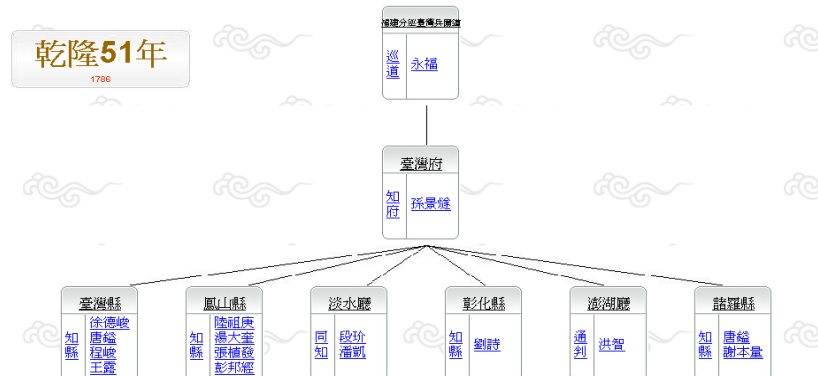 乾隆51年
1786
福建分巡臺灣兵備道
巡道
永福
臺灣府
知府
孫景燧
臺灣縣
知縣
徐德峻
唐鎰
程峻
王露
鳳山縣
知縣
陸祖庚
湯大奎
張植發
彭邦經
淡水廳
同知
段玠
潘凱
彰化縣
知縣
劉詩
澎湖廳
通判
洪智
諸羅縣
知縣
唐鎰
謝本量